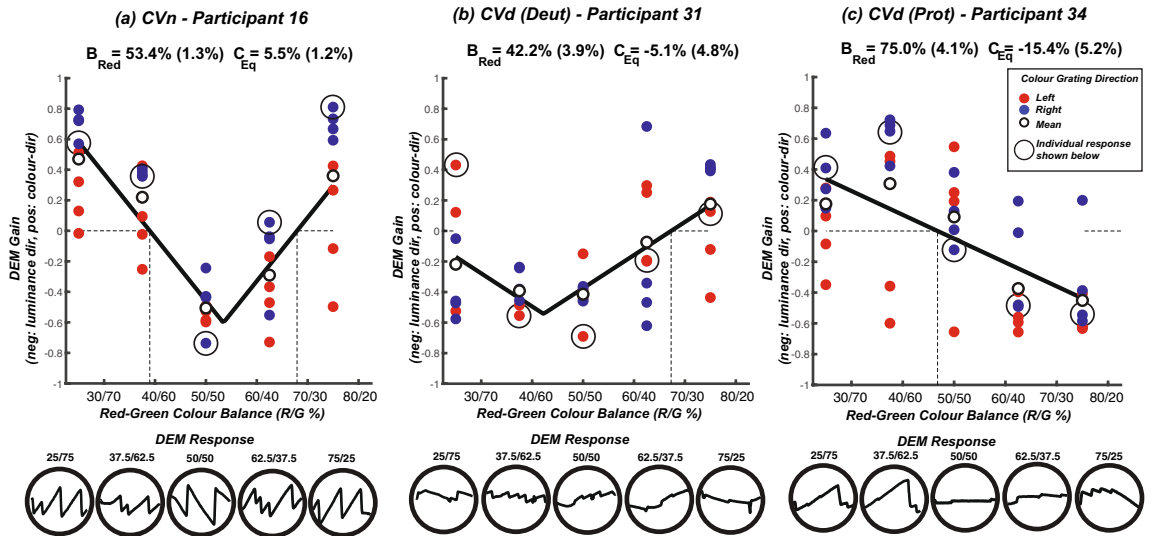 (a) CVn - Participant 16
B Red = 53.4% (1.3%) C Eq = 5.5% (1.2%)
DEM Gain
(neg: luminance dir, pos: colour-dir)
1
0.8
0.6
0.4
0.2
0
-0.2
-0.4
-0.6
-0.8
-1
30/70 40/60 50/50 60/40 70/30 80/20
Red-Green Colour Balance (R/G %)
DEM Response
25/75 37.5/62.5 50/50 62.5/37.5 75/25
(b) CVd (Deut) - Participant 31
B Red = 42.2% (3.9%) C Eq = -5.1% (4.8%)
DEM Gain
(neg: luminance dir, pos: colour-dir)
1
0.8
0.6
0.4
0.2
0
-0.2
-0.4
-0.6
-0.8
-1
30/70 40/60 50/50 60/40 70/30 80/20
Red-Green Colour Balance (R/G %)
DEM Response
25/75 37.5/62.5 50/50 62.5/37.5 75/25
(c) CVd (Prot) - Participant 34
B Red = 75.0% (4.1%) C Eq = -15.4% (5.2%)
Colour Grating Direction
Left
Right
Mean
Individual response
shown below
DEM Gain
(neg: luminance dir, pos: colour-dir)
1
0.8
0.6
0.4
0.2
0
-0.2
-0.4
-0.6
-0.8
-1
30/70 40/60 50/50 60/40 70/30 80/20
Red-Green Colour Balance (R/G %)
DEM Response
25/75 37.5/62.5 50/50 62.5/37.5 75/25